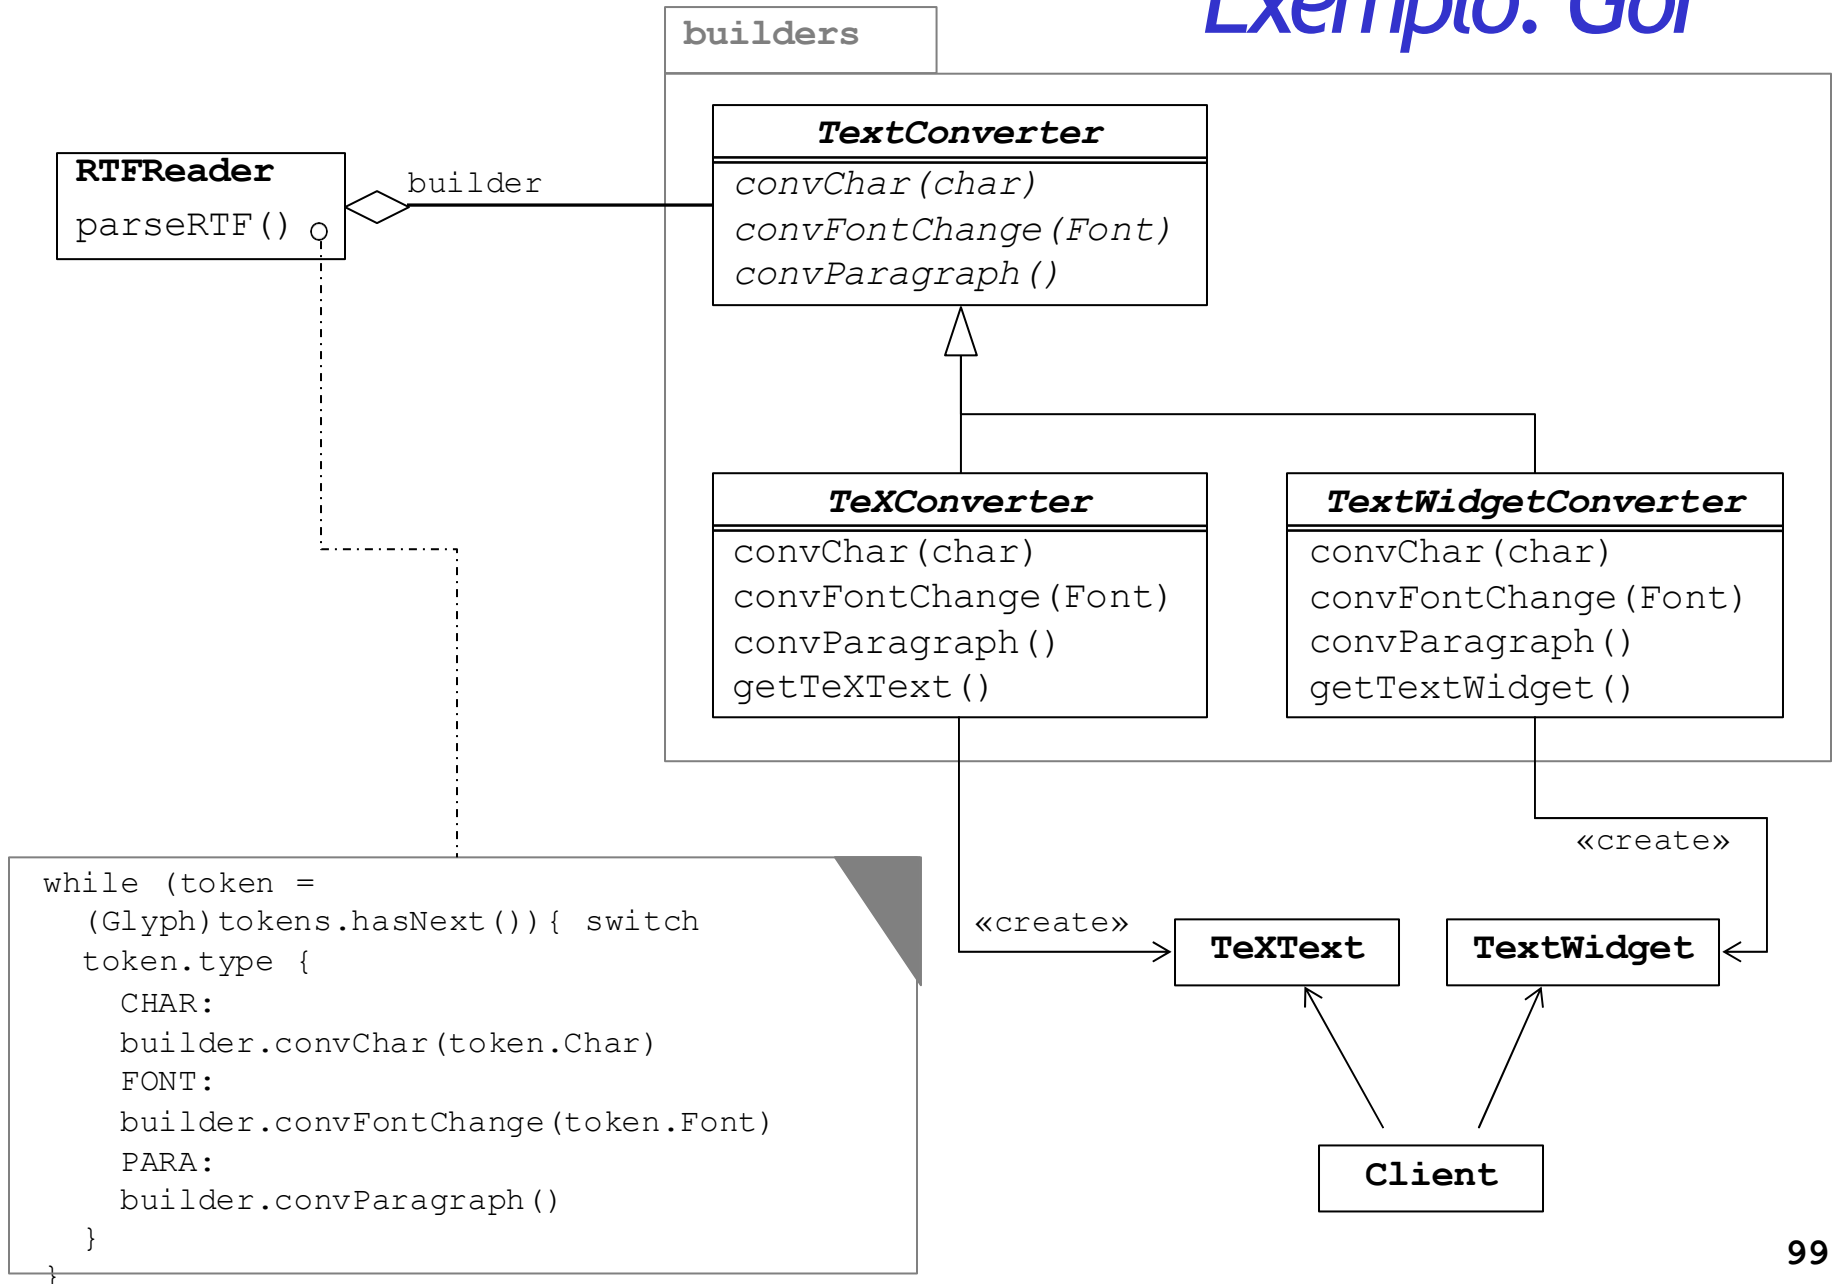 Exemplo: GoF
builders
TextConverter
convChar(char)
convFontChange(Font)
convParagraph()
RTFReader
parseRTF()
builder
TeXConverter
convChar(char)
convFontChange(Font)
convParagraph()
getTeXText()
TextWidgetConverter
convChar(char)
convFontChange(Font)
convParagraph()
getTextWidget()
«create»
«create»
while (token =
(Glyph)tokens.hasNext()){ switch
token.type {
CHAR:
builder.convChar(token.Char)
FONT:
builder.convFontChange(token.Font)
PARA:
builder.convParagraph()
}
}
TeXText
TextWidget
Client
99